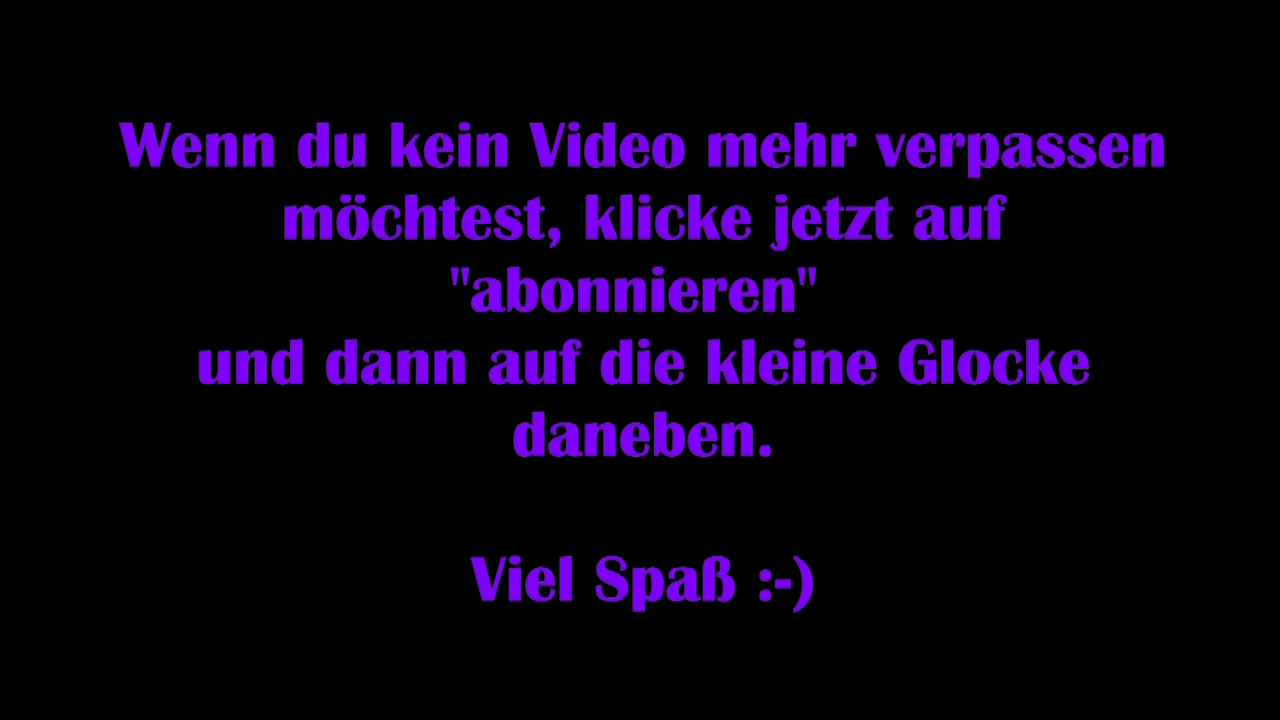 Wenn du kein Video mehr verpassen
möchtest, klicke jetzt auf
"abonnieren"
und dann auf die kleine Glocke
daneben.
Viel Spaß :-)